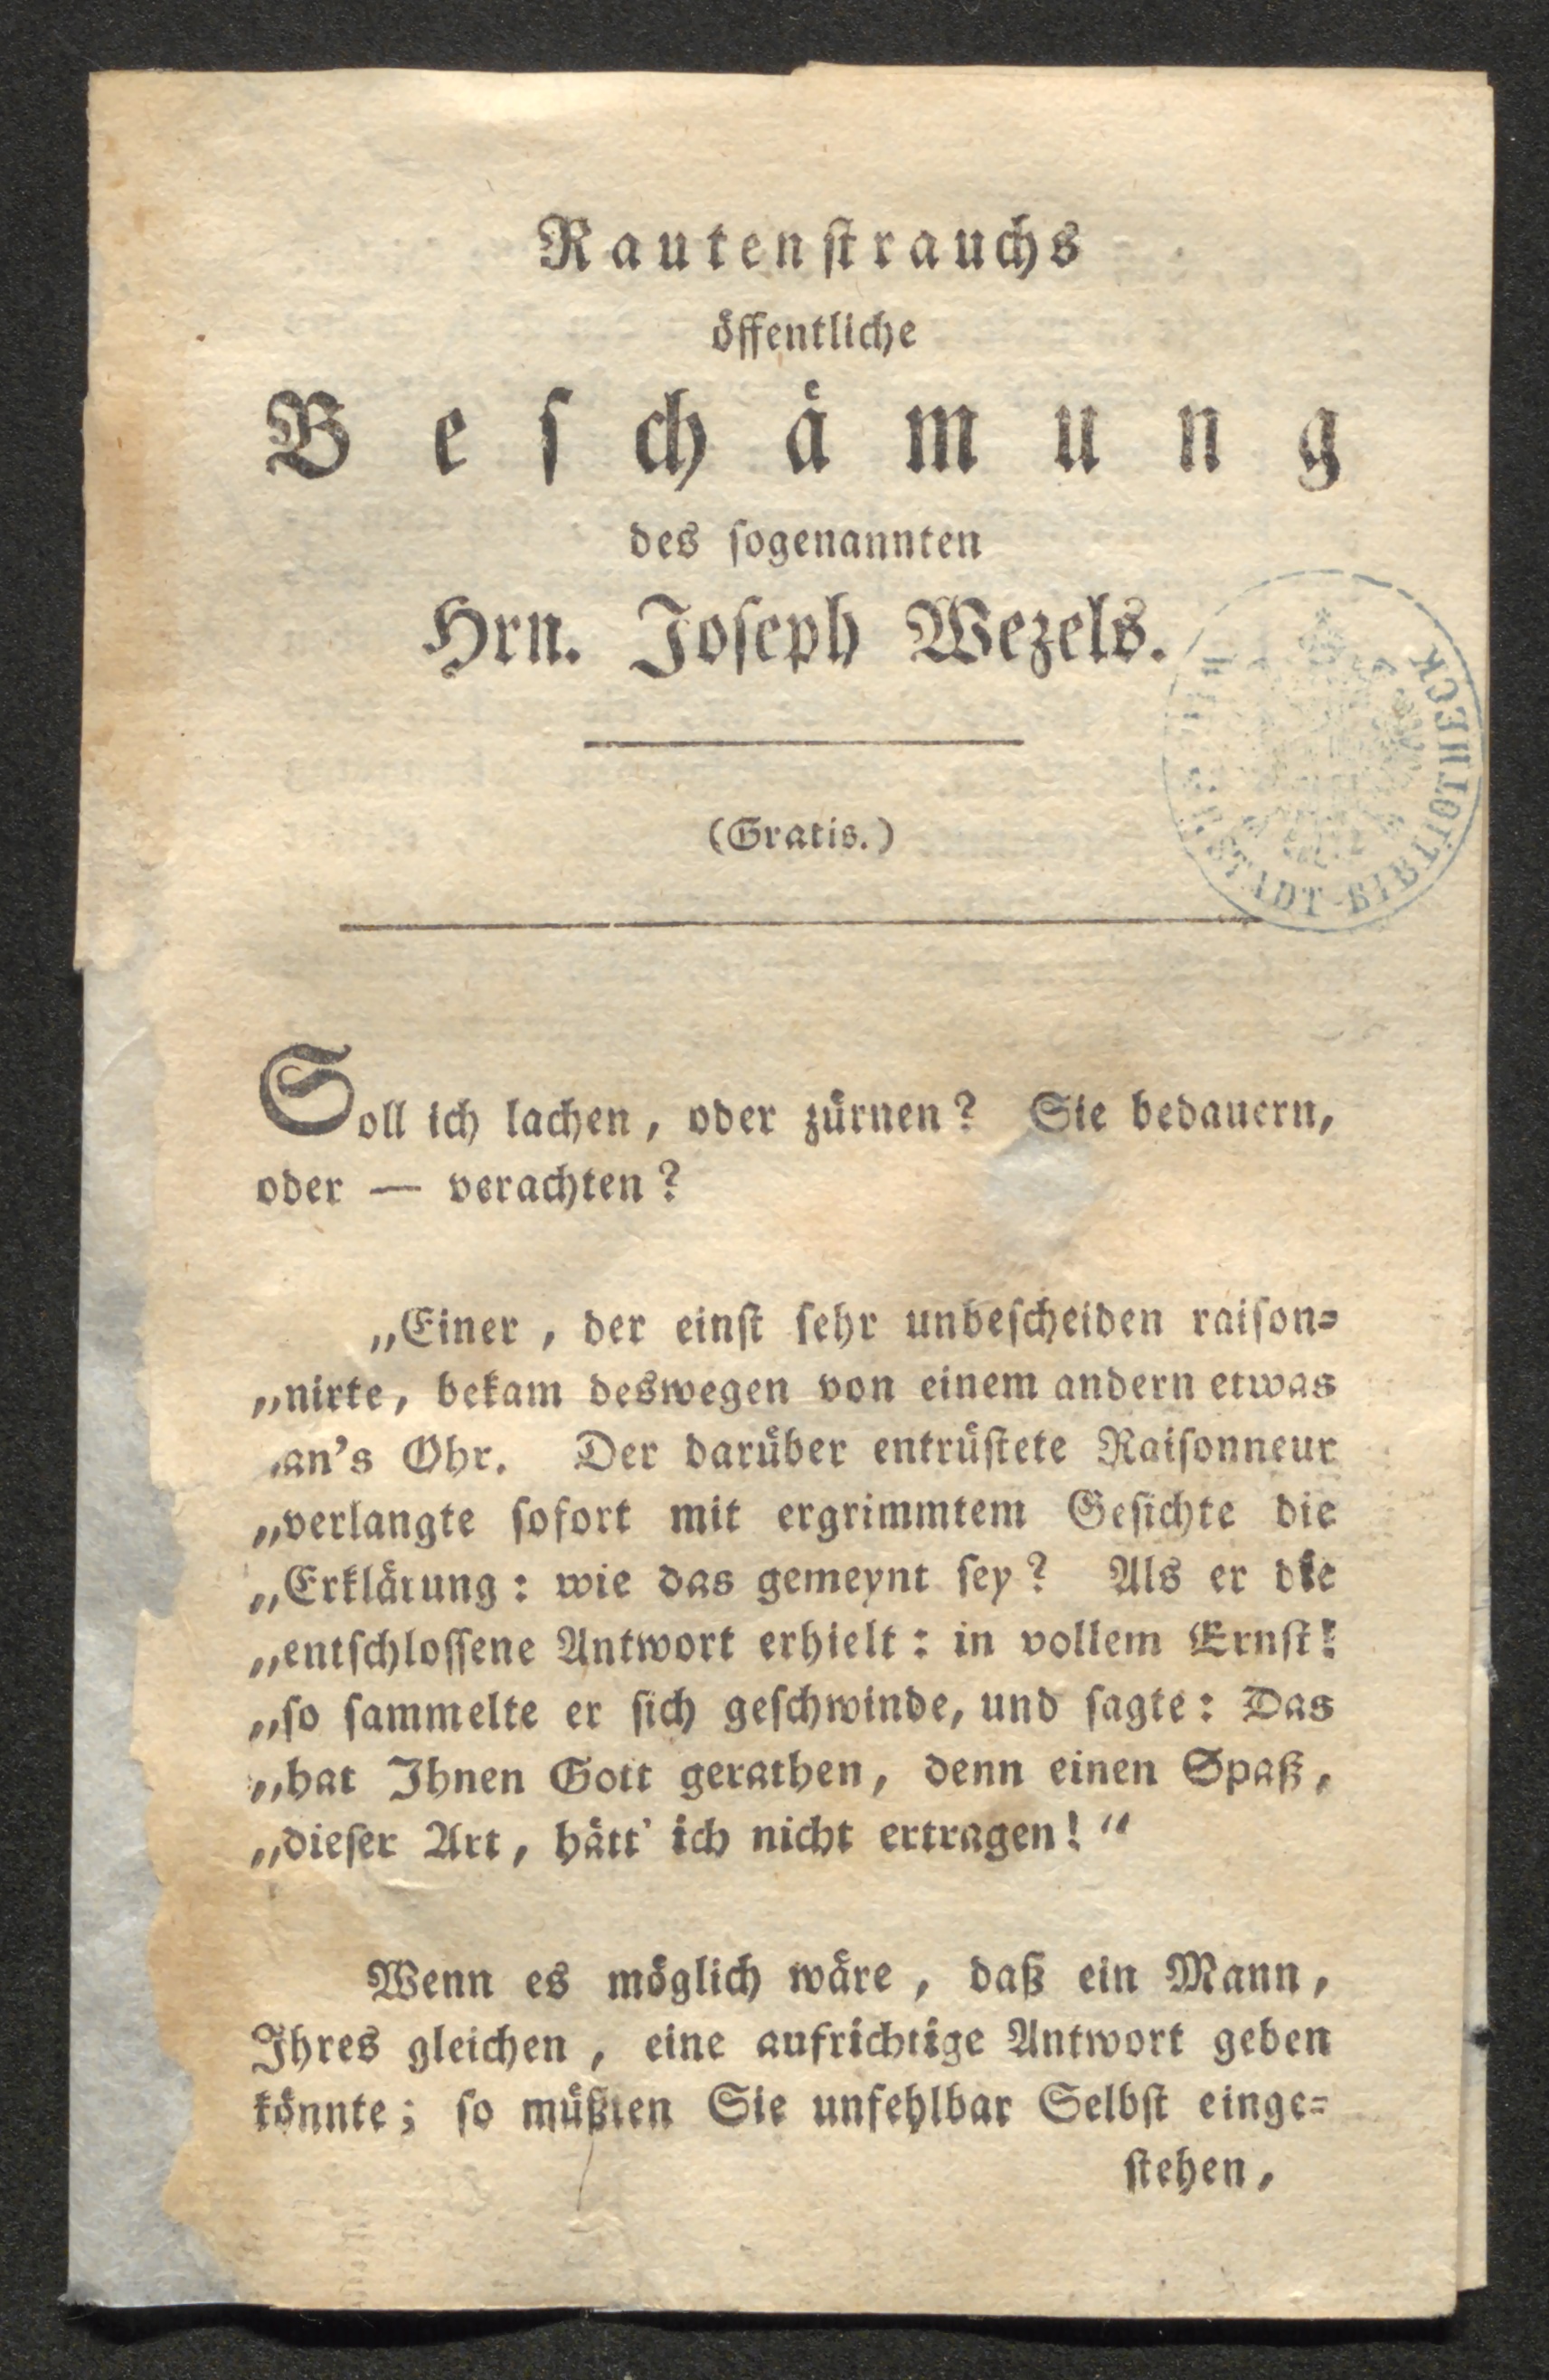 Rautenſtrauchs
öffentliche
Beſchämung
des ſogenannten
Hrn. Joſeph Wezels.
STADT-BIBLIOTHECK
(Gratis.)
Soll ich lachen, oder zürnen? Sie bedauern,
oder — verachten?
„Einer, der einſt ſehr unbeſcheiden raiſon⸗
„nirte, bekam deswegen von einem andern etwas
„an's Ohr. Der darüber entrüſtete Raiſonneur
„verlangte ſofort mit ergrimmtem Geſichte die
„Erklärung: wie das gemeynt ſey? Als er die
„entſchloſſene Antwort erhielt: in vollem Ernſt!
„ſo ſammelte er ſich geſchwinde, und ſagte: Das
„hat Ihnen Gott gerathen, denn einen Spaß,
„dieſer Art, hätt' ich nicht ertragen!“
Wenn es möglich wäre, daß ein Mann,
Ihres gleichen, eine aufrichtige Antwort geben
könnte; ſo müßten Sie unfehlbar Selbſt einge⸗
ſtehen,